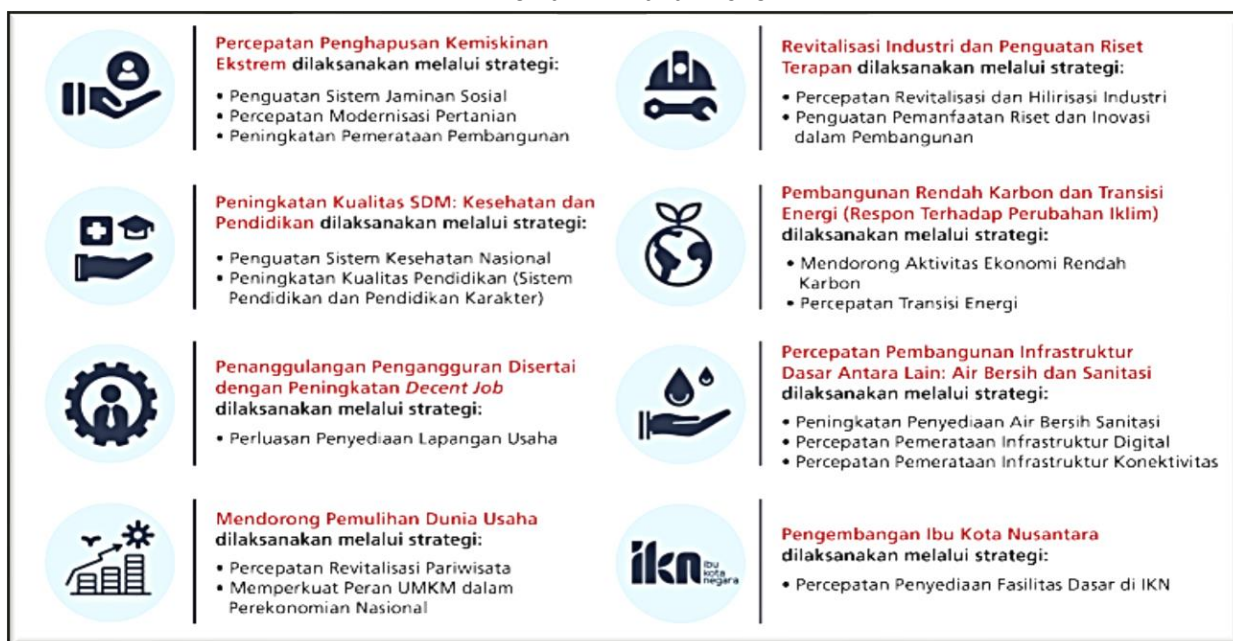 Percepatan Penghapusan Kemiskinan
Ekstrem dilaksanakan melalui strategi:
• Penguatan Sistem Jaminan Sosial
• Percepatan Modernisasi Pertanian
• Peningkatan Pemerataan Pembangunan
Peningkatan Kualitas SDM: Kesehatan dan
Pendidikan dilaksanakan melalui strategi:
• Penguatan Sistem Kesehatan Nasional
• Peningkatan Kualitas Pendidikan (Sistem
Pendidikan dan Pendidikan Karakter)
Penanggulangan Pengangguran Disertai
dengan Peningkatan Decent Job
dilaksanakan melalui strategi:
• Perluasan Penyediaan Lapangan Usaha
Mendorong Pemulihan Dunia Usaha
dilaksanakan melalui strategi:
• Percepatan Revitalisasi Pariwisata
• Memperkuat Peran UMKM dalam
Perekonomian Nasional
Revitalisasi Industri dan Penguatan Riset
Terapan dilaksanakan melalui strategi:
• Percepatan Revitalisasi dan Hilirisasi Industri
• Penguatan Pemanfaatan Riset dan Inovasi
dalam Pembangunan
Pembangunan Rendah Karbon dan Transisi
Energi (Respon Terhadap Perubahan Iklim)
dilaksanakan melalui strategi:
• Mendorong Aktivitas Ekonomi Rendah
Karbon
• Percepatan Transisi Energi
Percepatan Pembangunan Infrastruktur
Dasar Antara Lain: Air Bersih dan Sanitasi
dilaksanakan melalui strategi:
• Peningkatan Penyediaan Air Bersih Sanitasi
• Percepatan Pemerataan Infrastruktur Digital
• Percepatan Pemerataan Infrastruktur Konektivitas
ikn ibu
kota
negara
Pengembangan Ibu Kota Nusantara
dilaksanakan melalui strategi:
• Percepatan Penyediaan Fasilitas Dasar di IKN